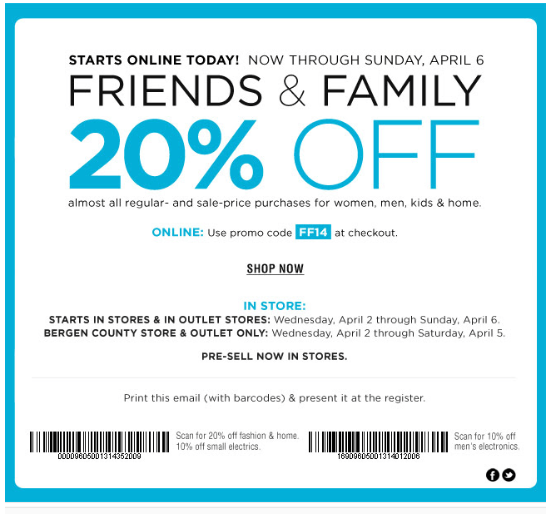 STARTS ONLINE TODAY! NOW THROUGH SUNDAY, APRIL 6
FRIENDS & FAMILY
20% OFF
almost all regular- and sale-price purchases for women, men, kids & home.
ONLINE: Use promo code FF14 at checkout.
SHOP NOW
IN STORE:
STARTS IN STORES & IN OUTLET STORES: Wednesday, April 2 through Sunday, April 6.
BERGEN COUNTY STORE & OUTLET ONLY: Wednesday, April 2 through Saturday, April 5.
PRE-SELL NOW IN STORES.
Print this email (with barcodes) & present it at the register.
Scan for 20% off fashion & home.
10% off small electrics.
00009605001314352009
Scan for 10% off
men's electronics.
16909605001314012006